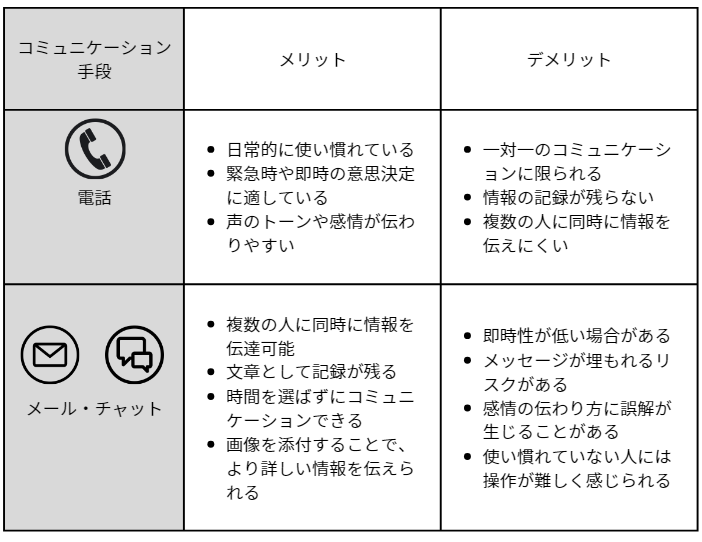 コミュニケーション
手段
メリット
デメリット
電話
• 日常的に使い慣れている
• 緊急時や即時の意思決定
に適している
• 声のトーンや感情が伝わ
りやすい
• 一対一のコミュニケーシ
ョンに限られる
• 情報の記録が残らない
• 複数の人に同時に情報を
伝えにくい
メール・チャット
• 複数の人に同時に情報を
伝達可能
• 文章として記録が残る
• 時間を選ばずにコミュニ
ケーションできる
• 画像を添付することで、
より詳しい情報を伝えら
れる
• 即時性が低い場合がある
• メッセージが埋もれるリ
スクがある
• 感情の伝わり方に誤解が
生じることがある
• 使い慣れていない人には
操作が難しく感じられる